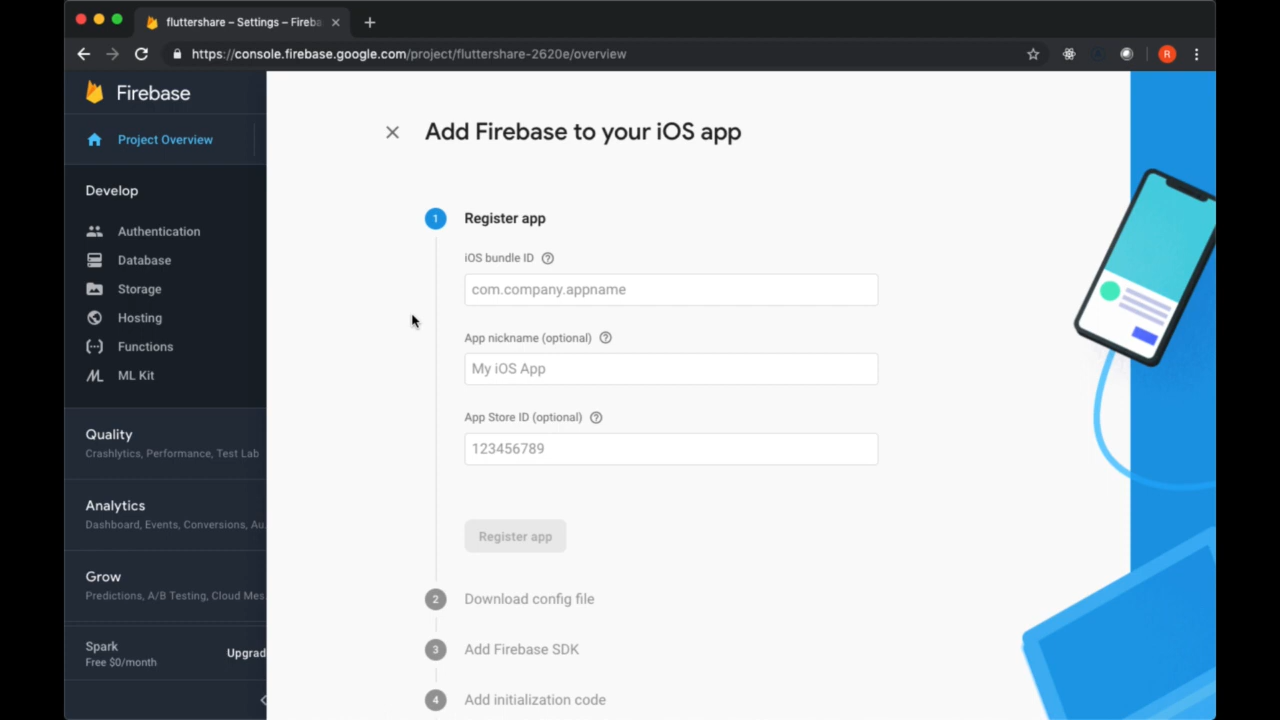 fluttershare – Settings – Fireba
https://console.firebase.google.com/project/fluttershare-2620e/overview
R
Firebase
Project Overview
Develop
Authentication
Database
Storage
Hosting
Functions
ML Kit
Quality
Crashlytics, Performance, Test Lab
Analytics
Dashboard, Events, Conversions, Au
Grow
Predictions, A/B Testing, Cloud Mes
Spark
Free $0/month
Upgrad
Add Firebase to your iOS app
1 Register app
iOS bundle ID
com.company.appname
App nickname (optional)
My iOS App
App Store ID (optional)
123456789
Register app
2 Download config file
3 Add Firebase SDK
4 Add initialization code